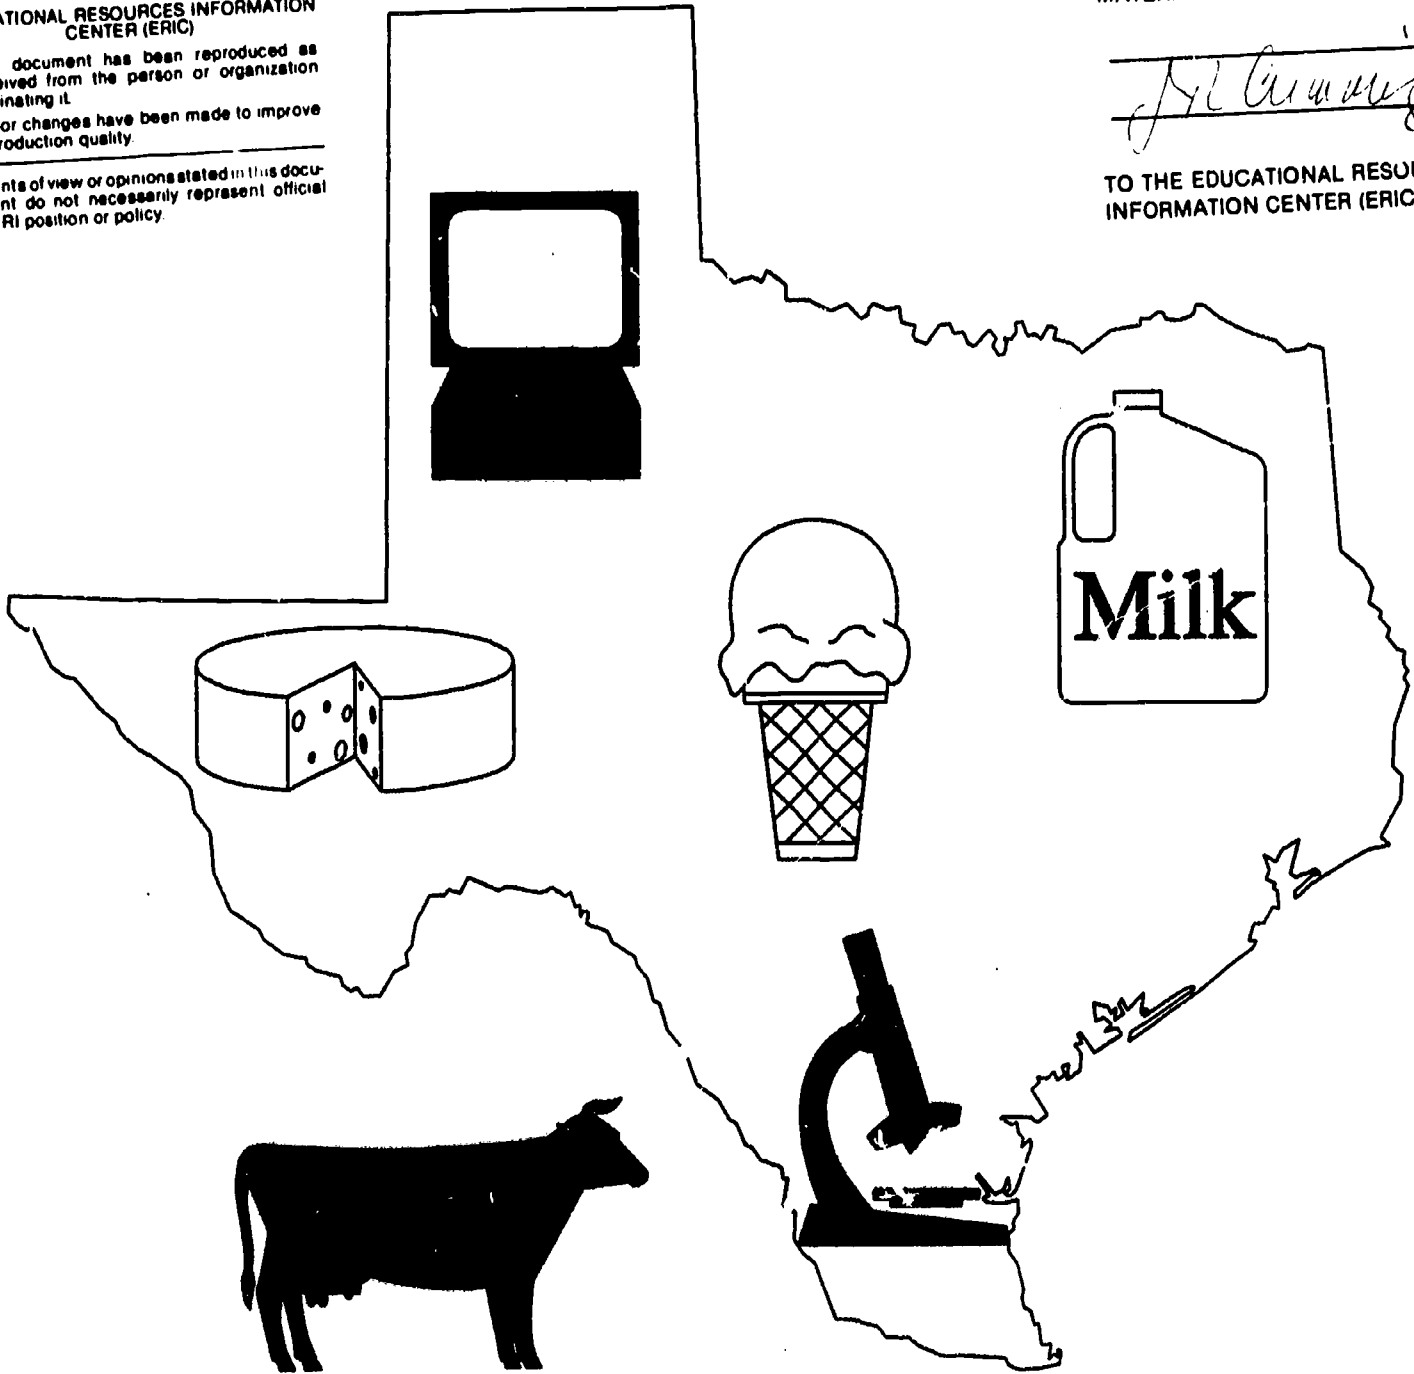 ATIONAL RESOURCES INFORMATION
CENTER (ERIC)
document has been reproduced as
eived from the person or organization
inating it.
or changes have been made to improve
roduction quality.
nts of view or opinions stated in this docu-
nt do not necessarily represent official
RI position or policy.
TO THE EDUCATIONAL RESOU
INFORMATION CENTER (ERIC
Milk